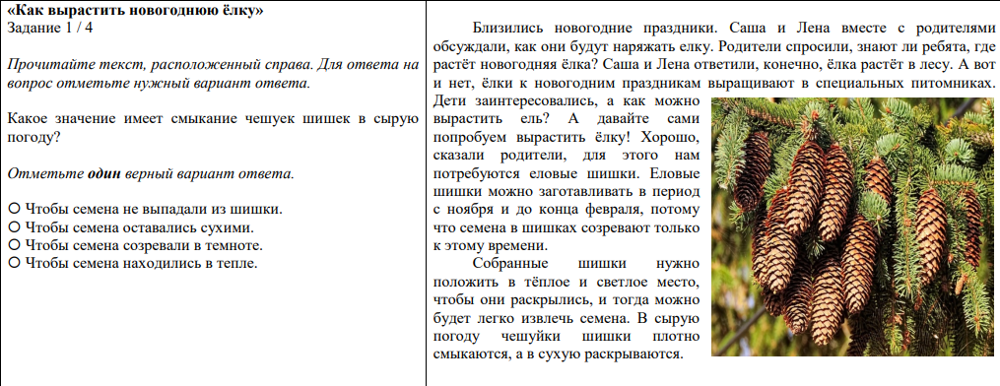 «Как вырастить новогоднюю ёлку»
Задание 1 / 4
Прочитайте текст, расположенный справа. Для ответа на
вопрос отметьте нужный вариант ответа.
Какое значение имеет смыкание чешуек шишек в сырую
погоду?
Отметьте один верный вариант ответа.
Чтобы семена не выпадали из шишки.
Чтобы семена оставались сухими.
Чтобы семена созревали в темноте.
Чтобы семена находились в тепле.
Близились новогодние праздники. Саша и Лена вместе с родителями
обсуждали, как они будут наряжать елку. Родители спросили, знают ли ребята, где
растёт новогодняя ёлка? Саша и Лена ответили, конечно, ёлка растёт в лесу. А вот
и нет, ёлки к новогодним праздникам выращивают в специальных питомниках.
Дети заинтересовались, а как можно
вырастить ель? А давайте сами
попробуем вырастить ёлку! Хорошо,
сказали родители, для этого нам
потребуются еловые шишки. Еловые
шишки можно заготавливать в период
с ноября и до конца февраля, потому
что семена в шишках созревают только
к этому времени.
Собранные шишки нужно
положить в тёплое и светлое место,
чтобы они раскрылись, и тогда можно
будет легко извлечь семена. В сырую
погоду чешуйки шишки плотно
смыкаются, а в сухую раскрываются.